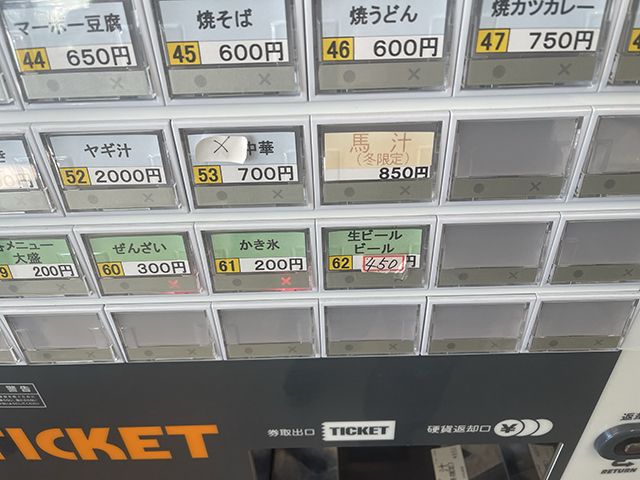 マーボー豆腐
44 650円
焼そば
45 600円
焼うどん
46 600円
焼カツカレー
47 750円
ヤギ汁
52 2000円
× 中華
53 700円
馬汁
(冬限定)
850円
メニュー
大盛
9 200円
ぜんざい
60 300円
かき氷
61 200円
生ビール
ビール
62 450円
警告
TICKET
券取出口 TICKET
硬貨返却口 ¥
返却
RETURN